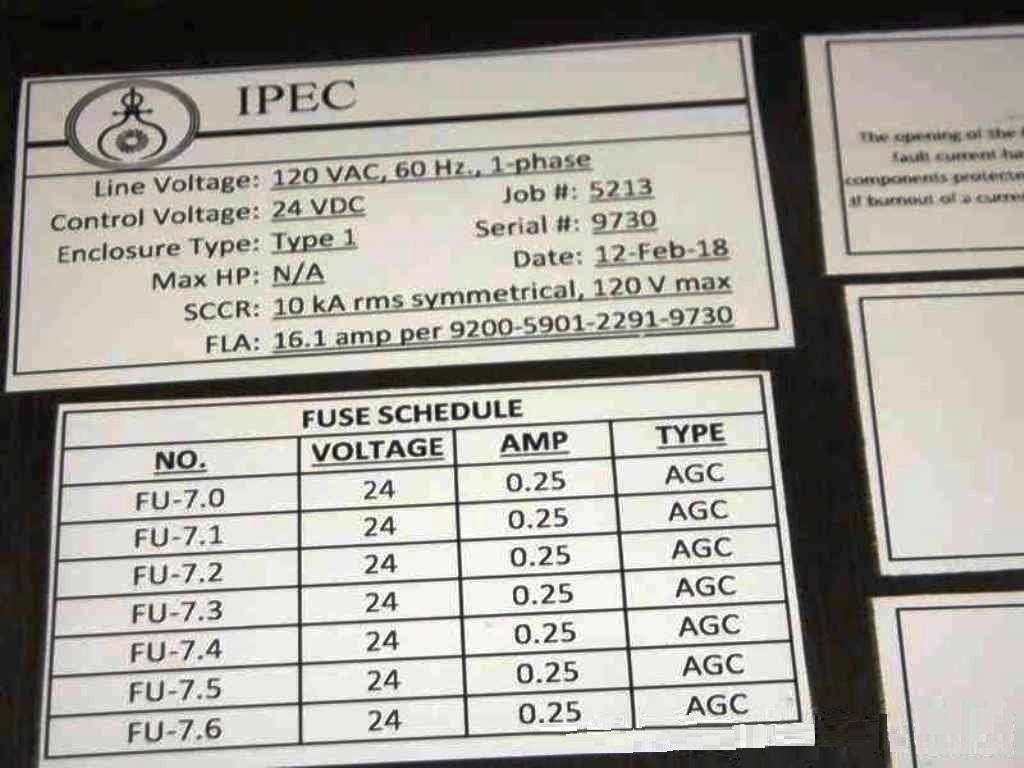 IPEC
Line Voltage: 120 VAC, 60 Hz., 1-phase
Control Voltage: 24 VDC Job #: 5213
Enclosure Type: Type 1 Serial #: 9730
Max HP: N/A Date: 12-Feb-18
SCCR: 10 kA rms symmetrical, 120 V max
FLA: 16.1 amp per 9200-5901-2291-9730
FUSE SCHEDULE
NO. VOLTAGE AMP TYPE
FU-7.0 24 0.25 AGC
FU-7.1 24 0.25 AGC
FU-7.2 24 0.25 AGC
FU-7.3 24 0.25 AGC
FU-7.4 24 0.25 AGC
FU-7.5 24 0.25 AGC
FU-7.6 24 0.25 AGC
The opening of the
fault current
components
If burnout of a